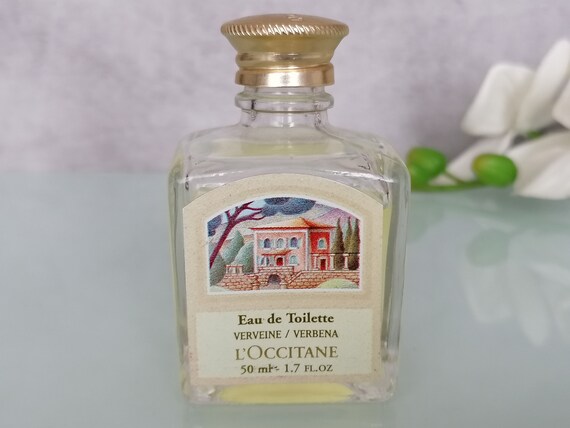 Eau de Toilette
VERVEINE / VERBENA
L'OCCITANE
50 ml℮ 1.7 FL.OZ